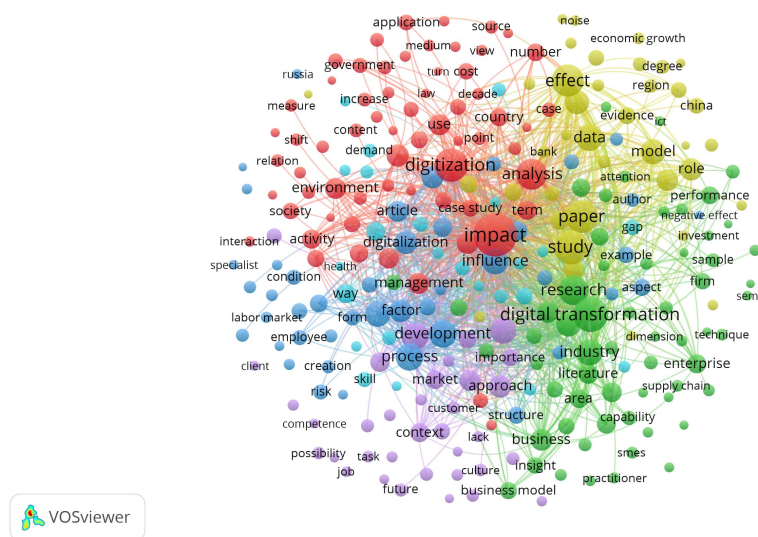 noise
application
source
economic growth
medium
view
number
government
degree
turn cost
effect
russia
region
law
decade
increase
case
china
measure
country
evidence
ict
use
content
point
data
shift
demand
bank
model
relation
digitization
analysis
attention
role
environment
performance
author
society
article
case study
term
paper
negative effect
gap
impact
interaction
activity
digitalization
study
investment
specialist
health
influence
example
sample
condition
management
way
research
aspect
firm
sem
labor market
form
factor
digital transformation
employee
development
dimension
technique
process
importance
industry
client
creation
literature
enterprise
skill
market
approach
supply chain
risk
area
customer
structure
capability
competence
context
lack
business
possibility
task
smes
job
culture
insight
practitioner
future
business model
VOSviewer